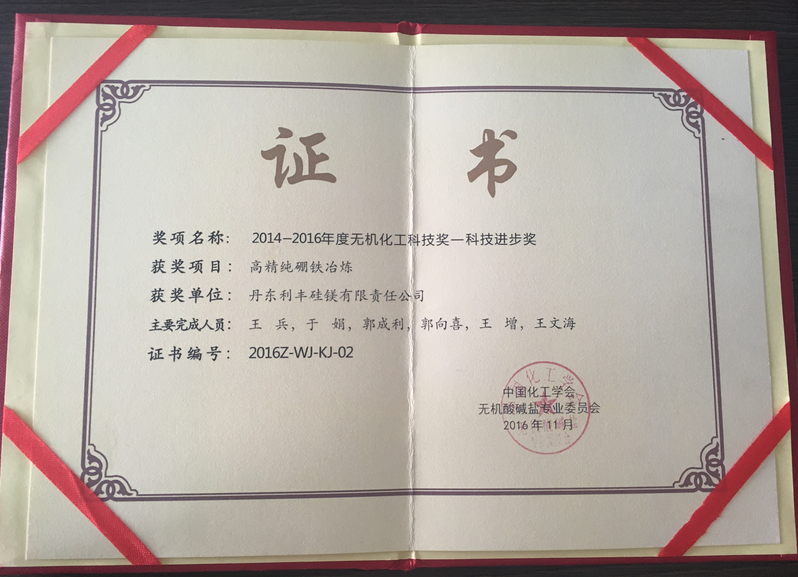 证书
奖项名称： 2014—2016年度无机化工科技奖—科技进步奖
获奖项目：高精纯硼铁冶炼
获奖单位：丹东利丰硅镁有限责任公司
主要完成人员：王 兵，于 娟，郭成利，郭向喜，王 增，王文海
证书编号：2016Z-WJ-KJ-02
中国化工学会
无机酸碱盐专业委员会
2016年11月